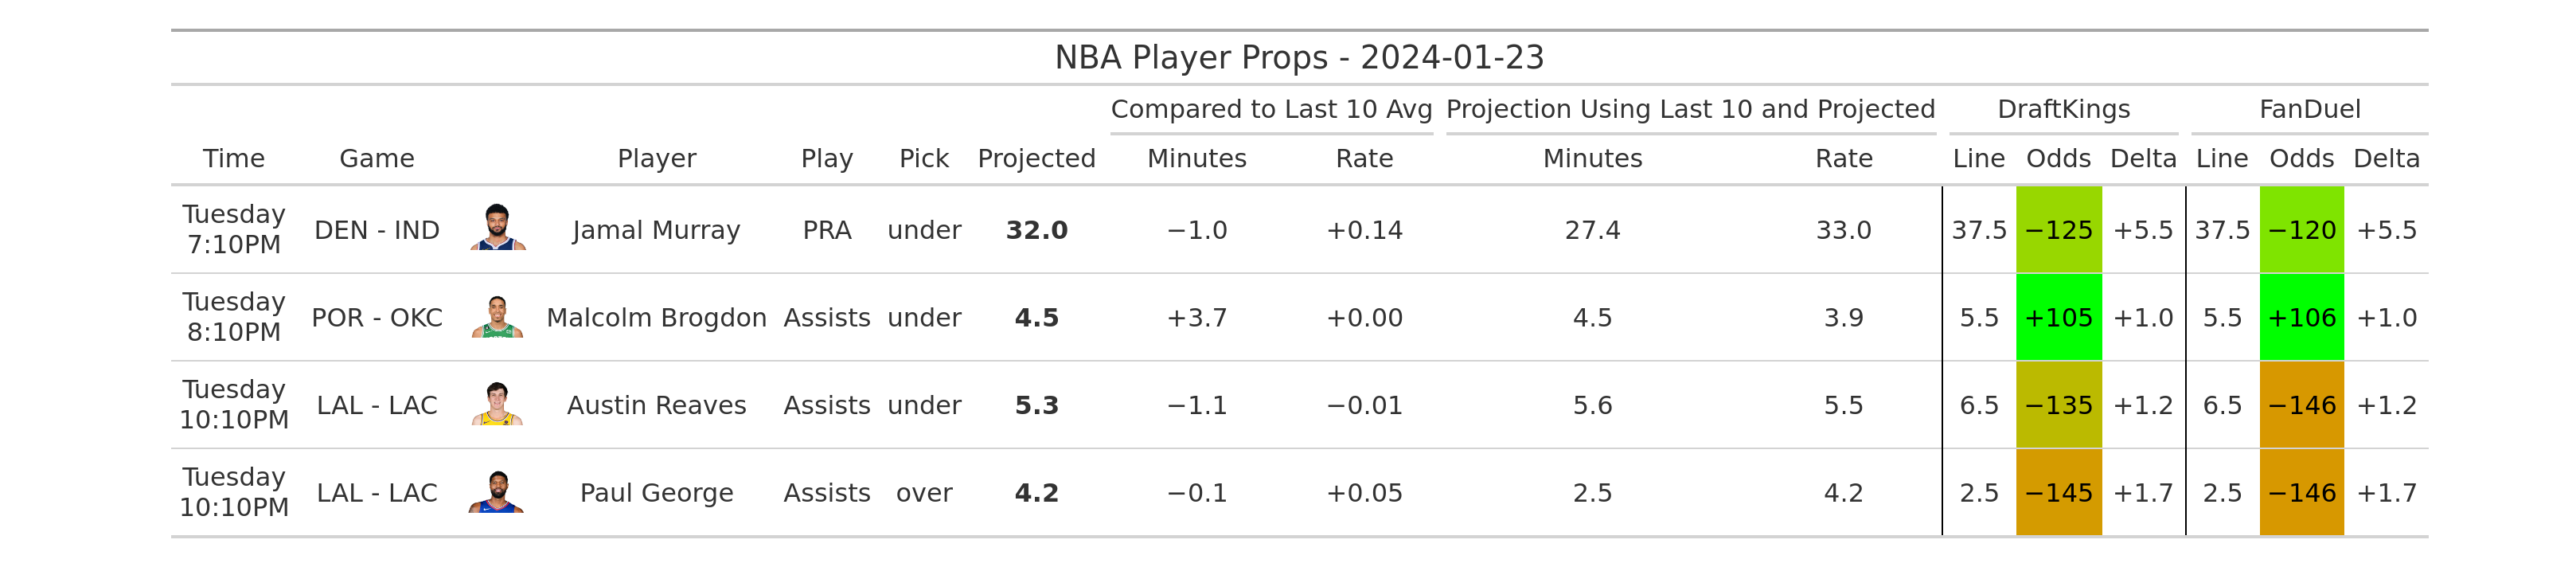 NBA Player Props - 2024-01-23
Compared to Last 10 Avg Projection Using Last 10 and Projected DraftKings FanDuel
Time Game Player Play Pick Projected Minutes Rate Minutes Rate Line Odds Delta Line Odds Delta
Tuesday
7:10PM DEN - IND Jamal Murray PRA under 32.0 −1.0 +0.14 27.4 33.0 37.5 −125 +5.5 37.5 −120 +5.5
Tuesday
8:10PM POR - OKC Malcolm Brogdon Assists under 4.5 +3.7 +0.00 4.5 3.9 5.5 +105 +1.0 5.5 +106 +1.0
Tuesday
10:10PM LAL - LAC Austin Reaves Assists under 5.3 −1.1 −0.01 5.6 5.5 6.5 −135 +1.2 6.5 −146 +1.2
Tuesday
10:10PM LAL - LAC Paul George Assists over 4.2 −0.1 +0.05 2.5 4.2 2.5 −145 +1.7 2.5 −146 +1.7